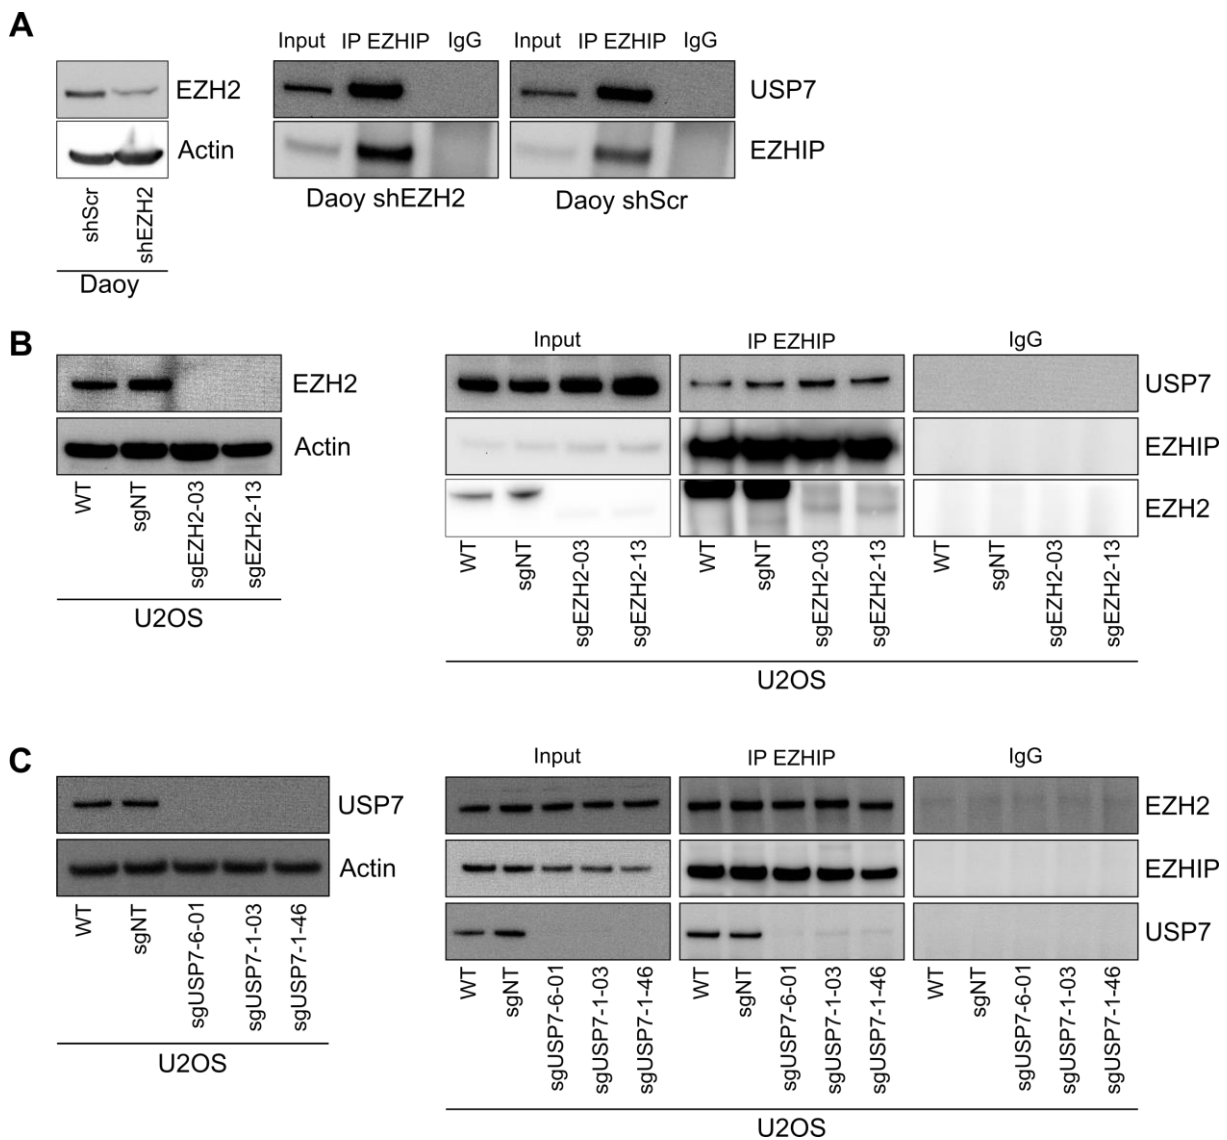 A
Input IP EZHIP IgG Input IP EZHIP IgG
EZH2 USP7
Actin EZHIP
shScr shEZH2 Daoy shEZH2 Daoy shScr
Daoy
B
Input IP EZHIP IgG
EZH2 USP7
Actin EZHIP
EZH2
WT sgNT sgEZH2-03 sgEZH2-13
U2OS
WT sgNT sgEZH2-03 sgEZH2-13 WT sgNT sgEZH2-03 sgEZH2-13 WT sgNT sgEZH2-03 sgEZH2-13
U2OS
C
Input IP EZHIP IgG
USP7 EZH2
Actin EZHIP
USP7
WT sgNT sgUSP7-6-01 sgUSP7-1-03 sgUSP7-1-46
U2OS
WT sgNT sgUSP7-6-01 sgUSP7-1-03 sgUSP7-1-46 WT sgNT sgUSP7-6-01 sgUSP7-1-03 sgUSP7-1-46 WT sgNT sgUSP7-6-01 sgUSP7-1-03 sgUSP7-1-46
U2OS